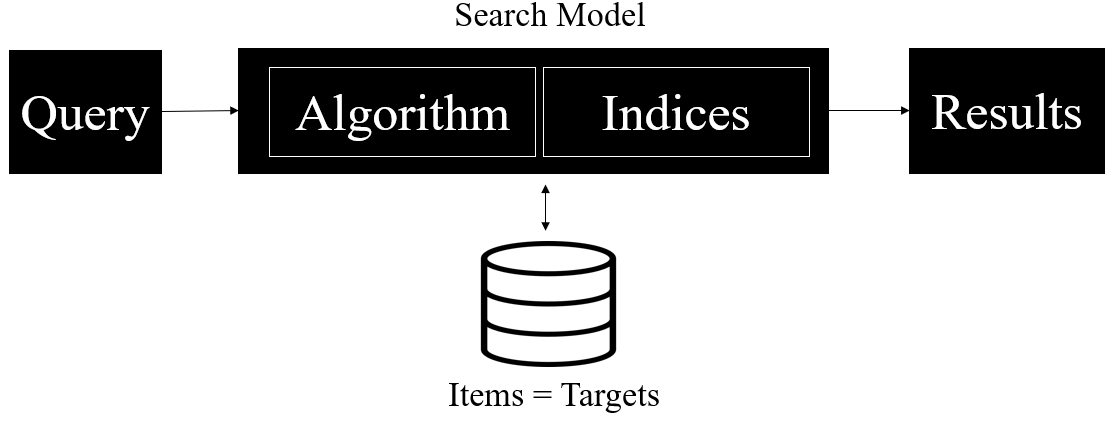 Search Model
Query
Algorithm
Indices
Results
Items = Targets